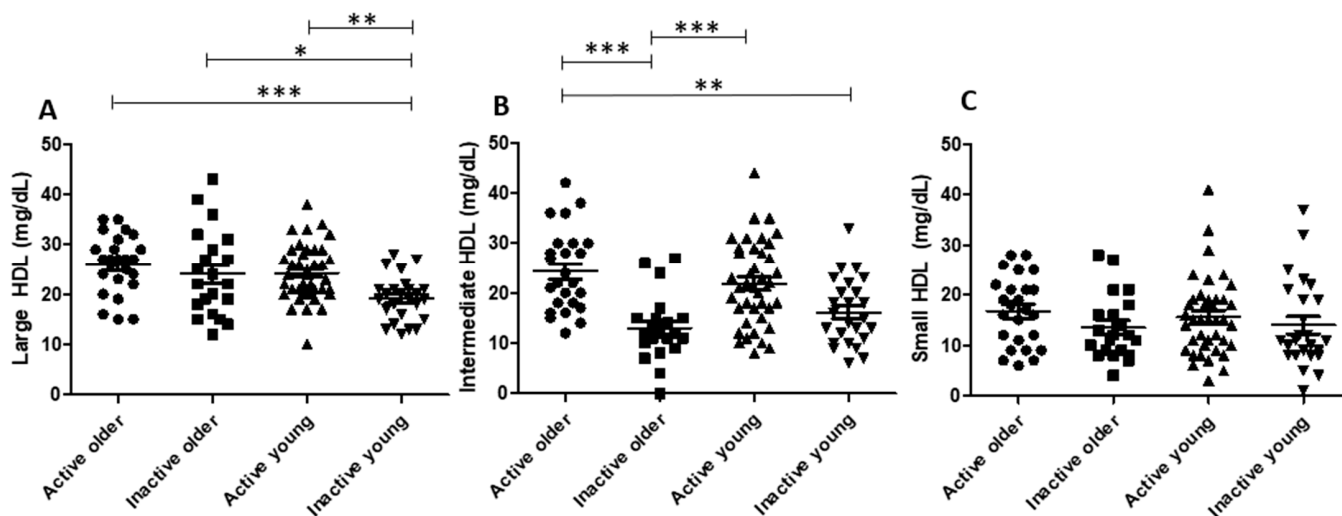 ** *** 
* ***
*** **
A B C
50 50 50
40 40 40
30 30 30
20 20 20
10 10 10
0 0 0
Large HDL (mg/dL)
Active older
Inactive older
Active young
Inactive young
Intermediate HDL (mg/dL)
Active older
Inactive older
Active young
Inactive young
Small HDL (mg/dL)
Active older
Inactive older
Active young
Inactive young